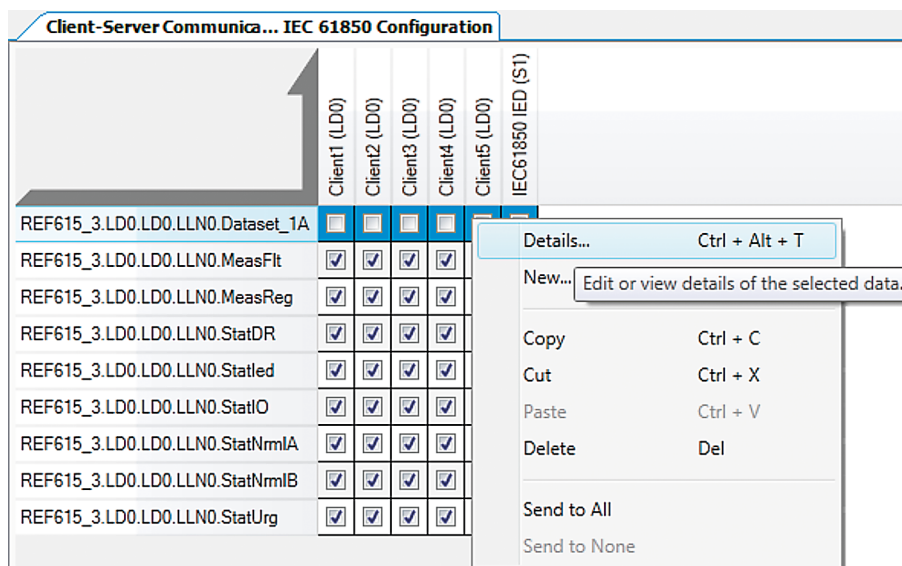 Client-Server Communica... IEC 61850 Configuration
Client1 (LD0)
Client2 (LD0)
Client3 (LD0)
Client4 (LD0)
Client5 (LD0)
IEC61850 IED (S1)
REF615_3.LD0.LD0.LLN0.Dataset_1A
REF615_3.LD0.LD0.LLN0.MeasFlt
REF615_3.LD0.LD0.LLN0.MeasReg
REF615_3.LD0.LD0.LLN0.StatDR
REF615_3.LD0.LD0.LLN0.Statled
REF615_3.LD0.LD0.LLN0.StatIO
REF615_3.LD0.LD0.LLN0.StatNrmlA
REF615_3.LD0.LD0.LLN0.StatNrmlB
REF615_3.LD0.LD0.LLN0.StatUrg
Details... Ctrl + Alt + T
New...
Edit or view details of the selected data.
Copy Ctrl + C
Cut Ctrl + X
Paste Ctrl + V
Delete Del
Send to All
Send to None